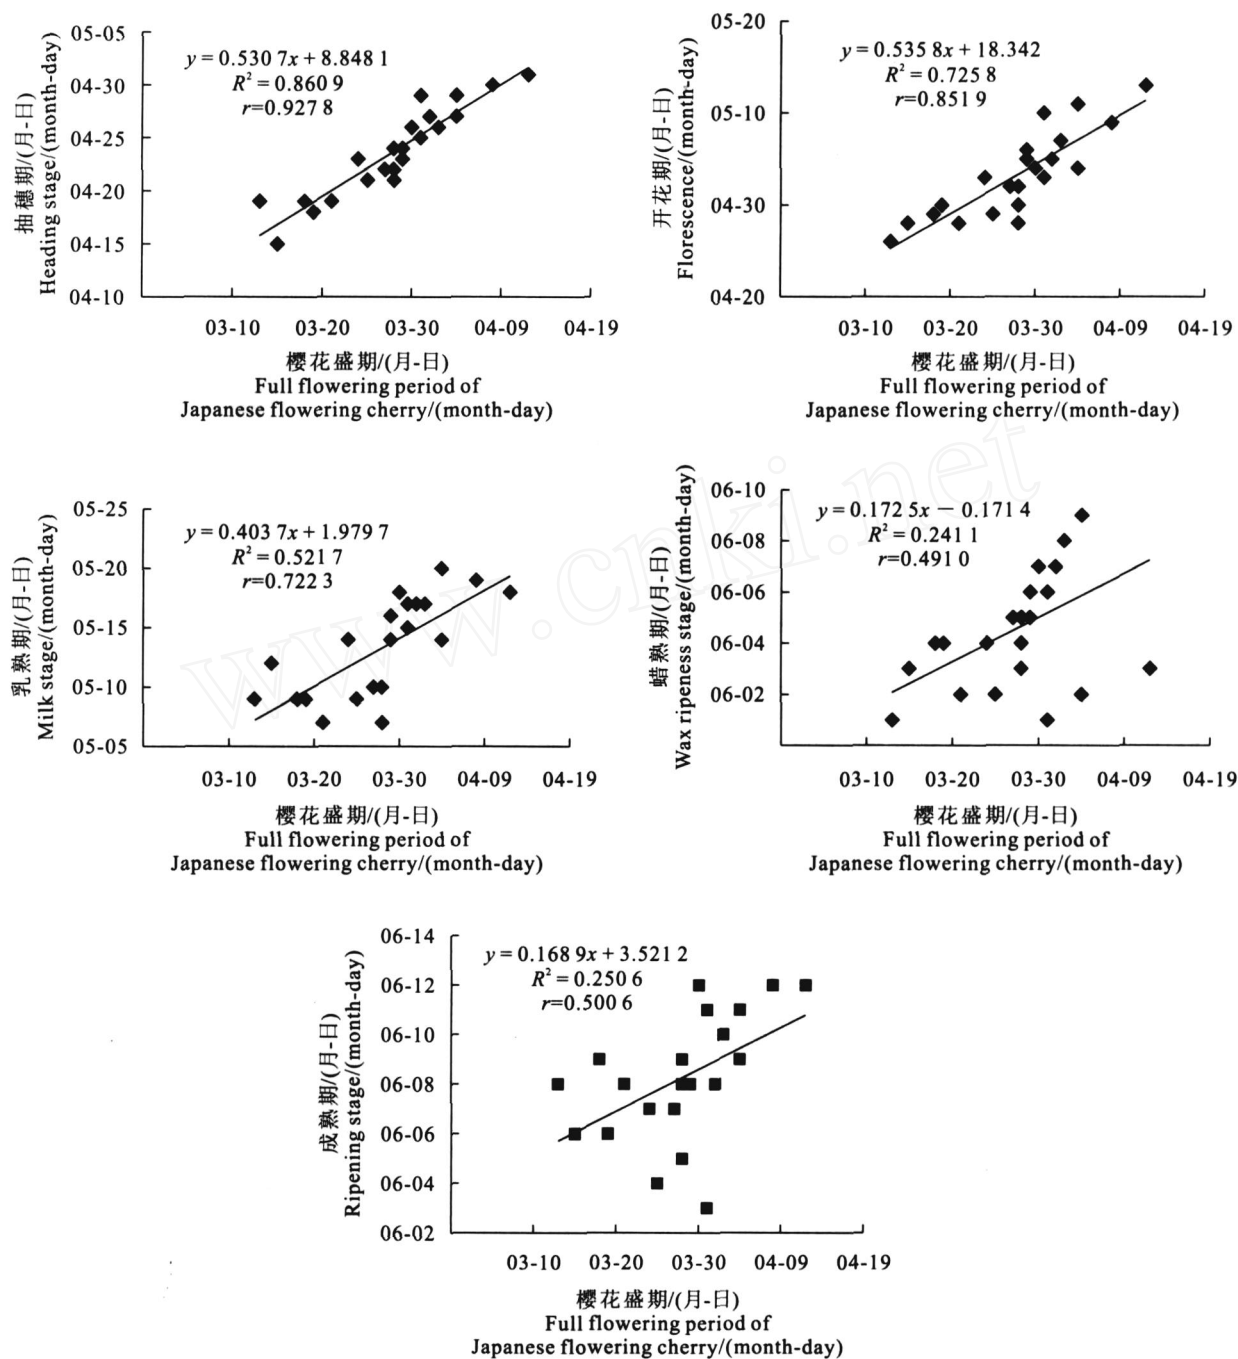 05-05
04-30
04-25
04-20
04-15
04-10
抽穗期/(月-日)
Heading stage/(month-day)
y = 0.530 7x + 8.848 1
R² = 0.860 9
r=0.927 8
03-10 03-20 03-30 04-09 04-19
樱花盛期/(月-日)
Full flowering period of
Japanese flowering cherry/(month-day)
05-20
05-10
04-30
04-20
开花期/(月-日)
Florescence/(month-day)
y = 0.535 8x + 18.342
R² = 0.725 8
r=0.851 9
03-10 03-20 03-30 04-09 04-19
樱花盛期/(月-日)
Full flowering period of
Japanese flowering cherry/(month-day)
05-25
05-20
05-15
05-10
05-05
乳熟期/(月-日)
Milk stage/(month-day)
y = 0.403 7x + 1.979 7
R² = 0.521 7
r=0.722 3
03-10 03-20 03-30 04-09 04-19
樱花盛期/(月-日)
Full flowering period of
Japanese flowering cherry/(month-day)
06-10
06-08
06-06
06-04
06-02
蜡熟期/(月-日)
Wax ripeness stage/(month-day)
y = 0.172 5x − 0.171 4
R² = 0.241 1
r=0.491 0
03-10 03-20 03-30 04-09 04-19
樱花盛期/(月-日)
Full flowering period of
Japanese flowering cherry/(month-day)
06-14
06-12
06-10
06-08
06-06
06-04
06-02
成熟期/(月-日)
Ripening stage/(month-day)
y = 0.168 9x + 3.521 2
R² = 0.250 6
r=0.500 6
03-10 03-20 03-30 04-09 04-19
樱花盛期/(月-日)
Full flowering period of
Japanese flowering cherry/(month-day)
www.cnki.net